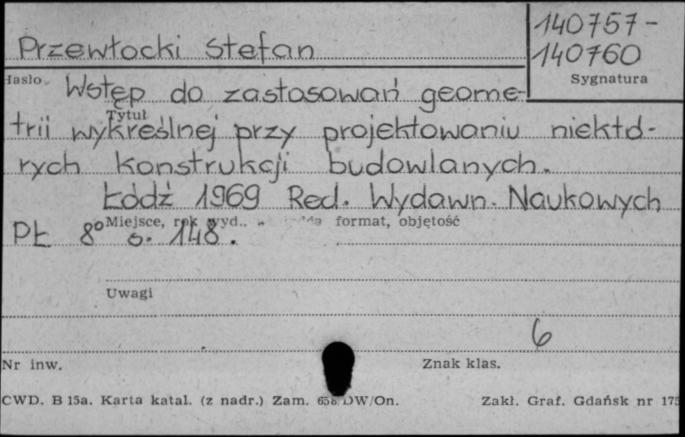 140757-
Przewłocki Stefan
140760
Hasło
Sygnatura
Wstęp do zastosowań geome-
Tytuł
trii wykreślnej przy projektowaniu niektó-
rych konstrukcji budowlanych.
Łódź 1969 Red. Wydawn. Naukowych
Miejsce, rok wyd., format, objętość
PŁ 8° s. 148.
Uwagi
6
Nr inw.
Znak klas.
CWD. B 15a. Karta katal. (z nadr.) Zam. DW/On.
Zakł. Graf. Gdańsk nr 175